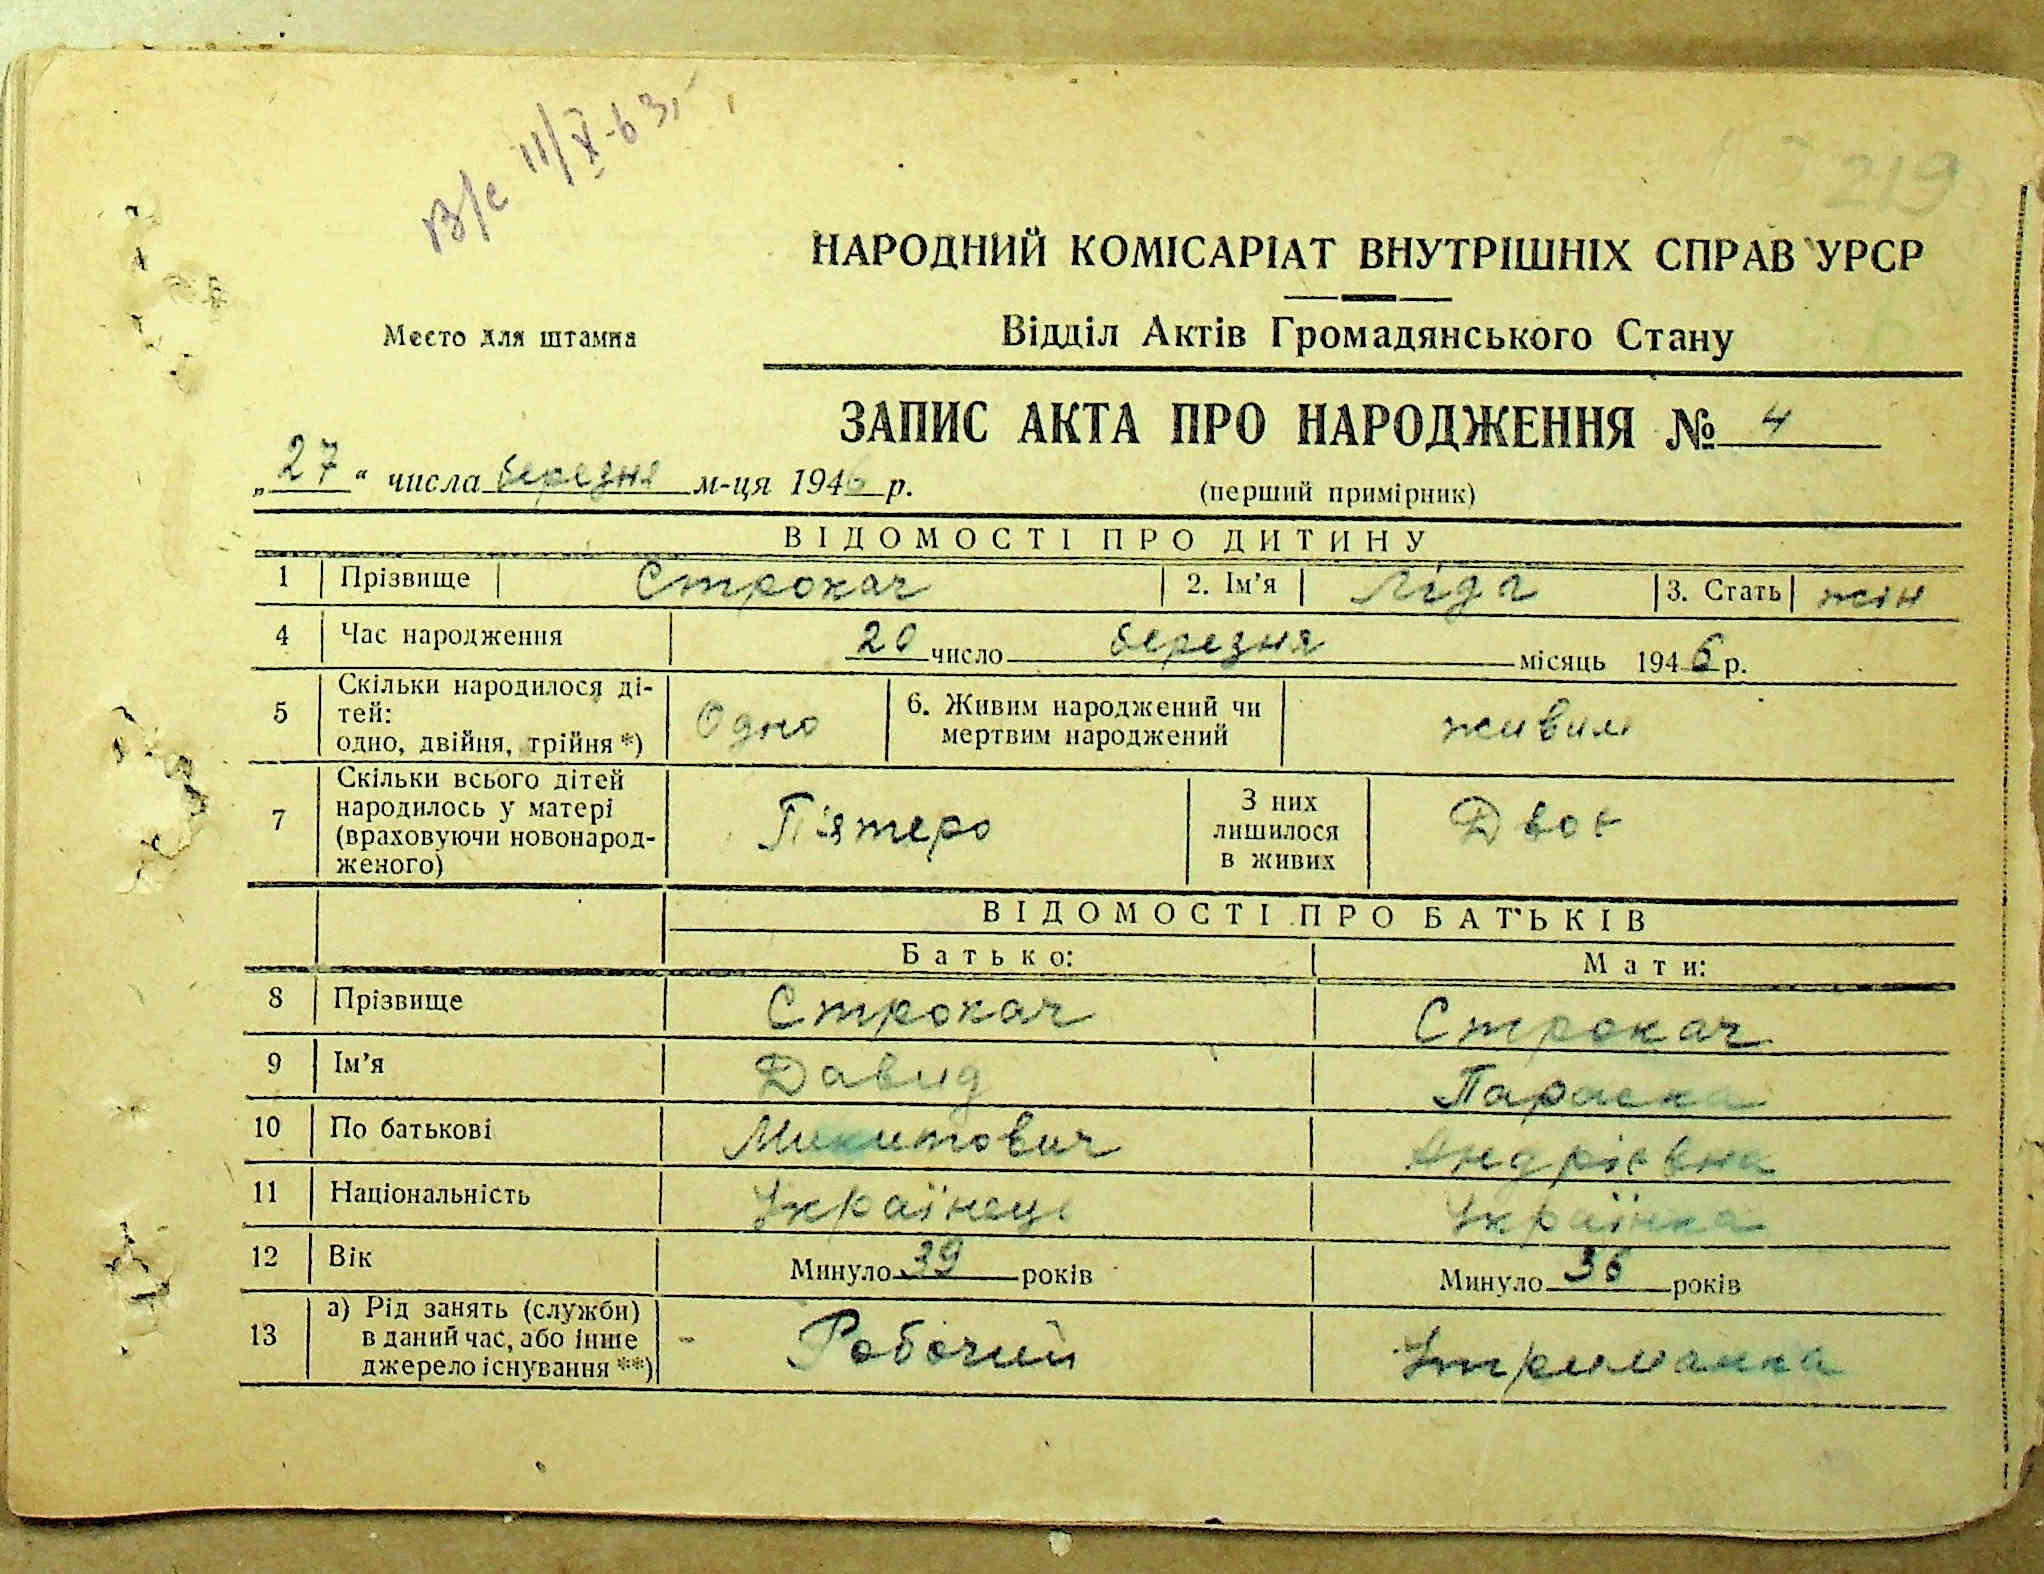 В/с 11/X-63г
219
НАРОДНИЙ КОМІСАРІАТ ВНУТРІШНІХ СПРАВ УРСР
Место для штампа
Відділ Актів Громадянського Стану
ЗАПИС АКТА ПРО НАРОДЖЕННЯ № 4
„27“ числа березня м-ця 1946 р.
(перший примірник)
ВІДОМОСТІ ПРО ДИТИНУ
1 Прізвище Строкач 2. Ім’я Ліда 3. Стать жін
4 Час народження 20 число березня місяць 1946 р.
5 Скільки народилося ді-
тей:
одно, двійня, трійня *) Одно 6. Живим народжений чи
мертвим народжений живим
7 Скільки всього дітей
народилось у матері
(враховуючи новонарод-
женого) П'ятеро З них
лишилося
в живих Двоє
ВІДОМОСТІ ПРО БАТЬКІВ
Батько: Мати:
8 Прізвище Строкач Строкач
9 Ім’я Давид Параска
10 По батькові Микитович Андріївна
11 Національність Українець Українка
12 Вік Минуло 39 років Минуло 36 років
13 а) Рід занять (служби)
в даний час, або інше
джерело існування **) Робочий Утриманка